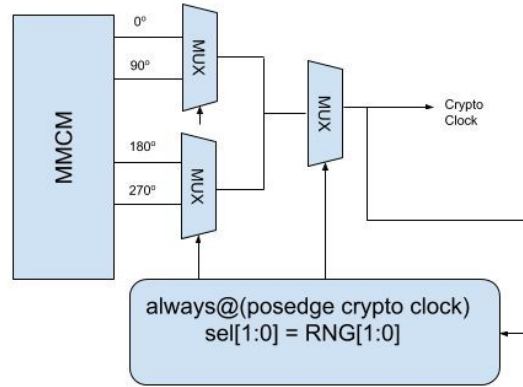 0º
90º
180º
270º
MMCM
MUX
MUX
MUX
Crypto
Clock
always@(posedge crypto clock)
sel[1:0] = RNG[1:0]